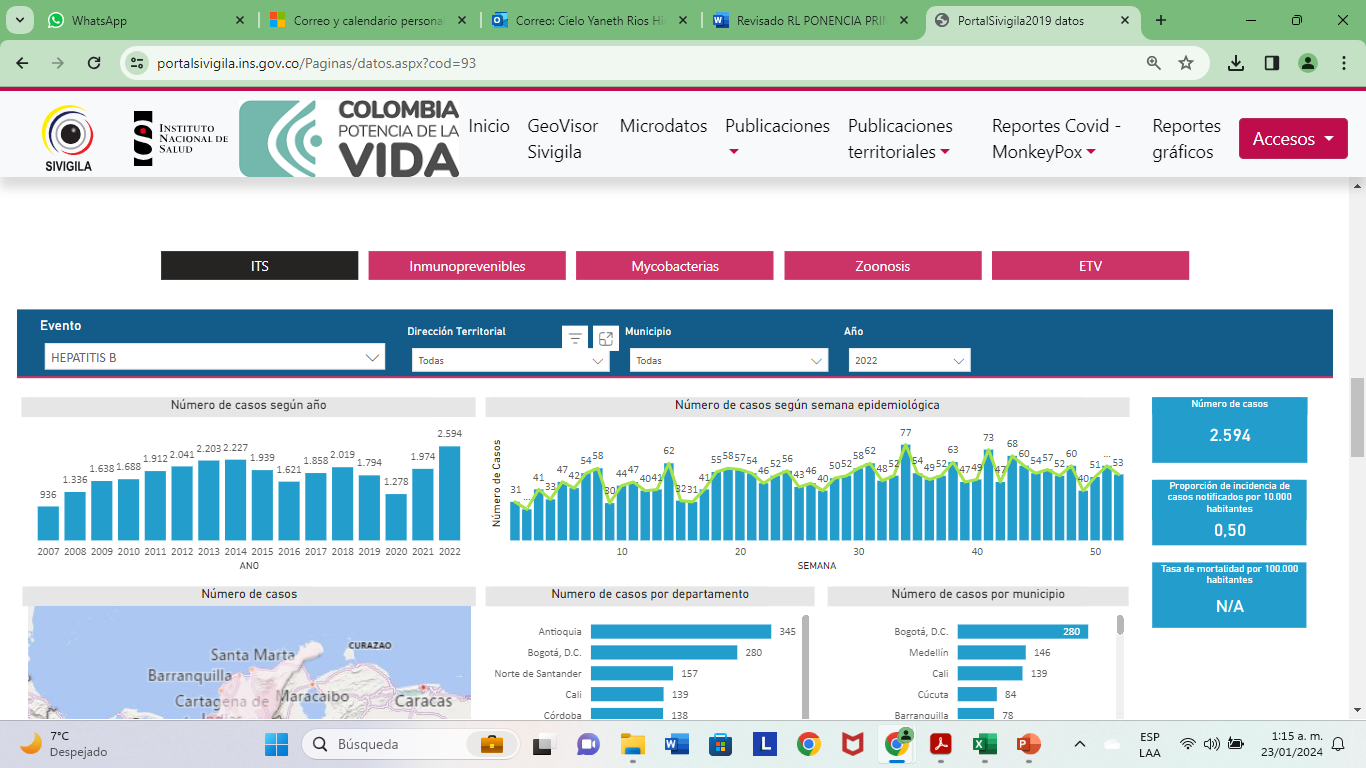 WhatsApp
Correo y calendario persona
Correo: Cielo Yaneth Rios Hi
Revisado RL PONENCIA PRI
PortalSivigila2019 datos
portalsivigila.ins.gov.co/Paginas/datos.aspx?cod=93
SIVIGILA
INSTITUTO
NACIONAL DE
SALUD
COLOMBIA
POTENCIA DE LA
VIDA
Inicio
GeoVisor
Sivigila
Microdatos
Publicaciones
Publicaciones
territoriales
Reportes Covid -
MonkeyPox
Reportes
gráficos
Accesos
ITS
Inmunoprevenibles
Mycobacterias
Zoonosis
ETV
Evento
HEPATITIS B
Dirección Territorial
Todas
Municipio
Todas
Año
2022
Número de casos según año
936
1.336
1.638
1.688
1.912
2.041
2.203
2.227
1.939
1.621
1.858
2.019
1.794
1.278
1.974
2.594
2007 2008 2009 2010 2011 2012 2013 2014 2015 2016 2017 2018 2019 2020 2021 2022
ANO
Número de casos según semana epidemiológica
Número de Casos
31 ... 41 33 47 42 54 58 30 44 47 40 41 62 32 31 41 55 58 57 54 46 52 56 43 46 40 50 52 58 62 48 52 77 54 49 52 63 47 49 73 47 68 60 54 57 52 60 40 51 ... 53
10 20 30 40 50
SEMANA
Número de casos
2.594
Proporción de incidencia de
casos notificados por 10.000
habitantes
0,50
Tasa de mortalidad por 100.000
habitantes
N/A
Número de casos
Santa Marta
CURAZAO
Barranquilla
Cartagena de
Maracaibo
Caracas
Numero de casos por departamento
Antioquia 345
Bogotá, D.C. 280
Norte de Santander 157
Cali 139
Córdoba 138
Número de casos por municipio
Bogotá, D.C. 280
Medellín 146
Cali 139
Cúcuta 84
Barranquilla 78
7°C
Despejado
Búsqueda
ESP
LAA
1:15 a. m.
23/01/2024